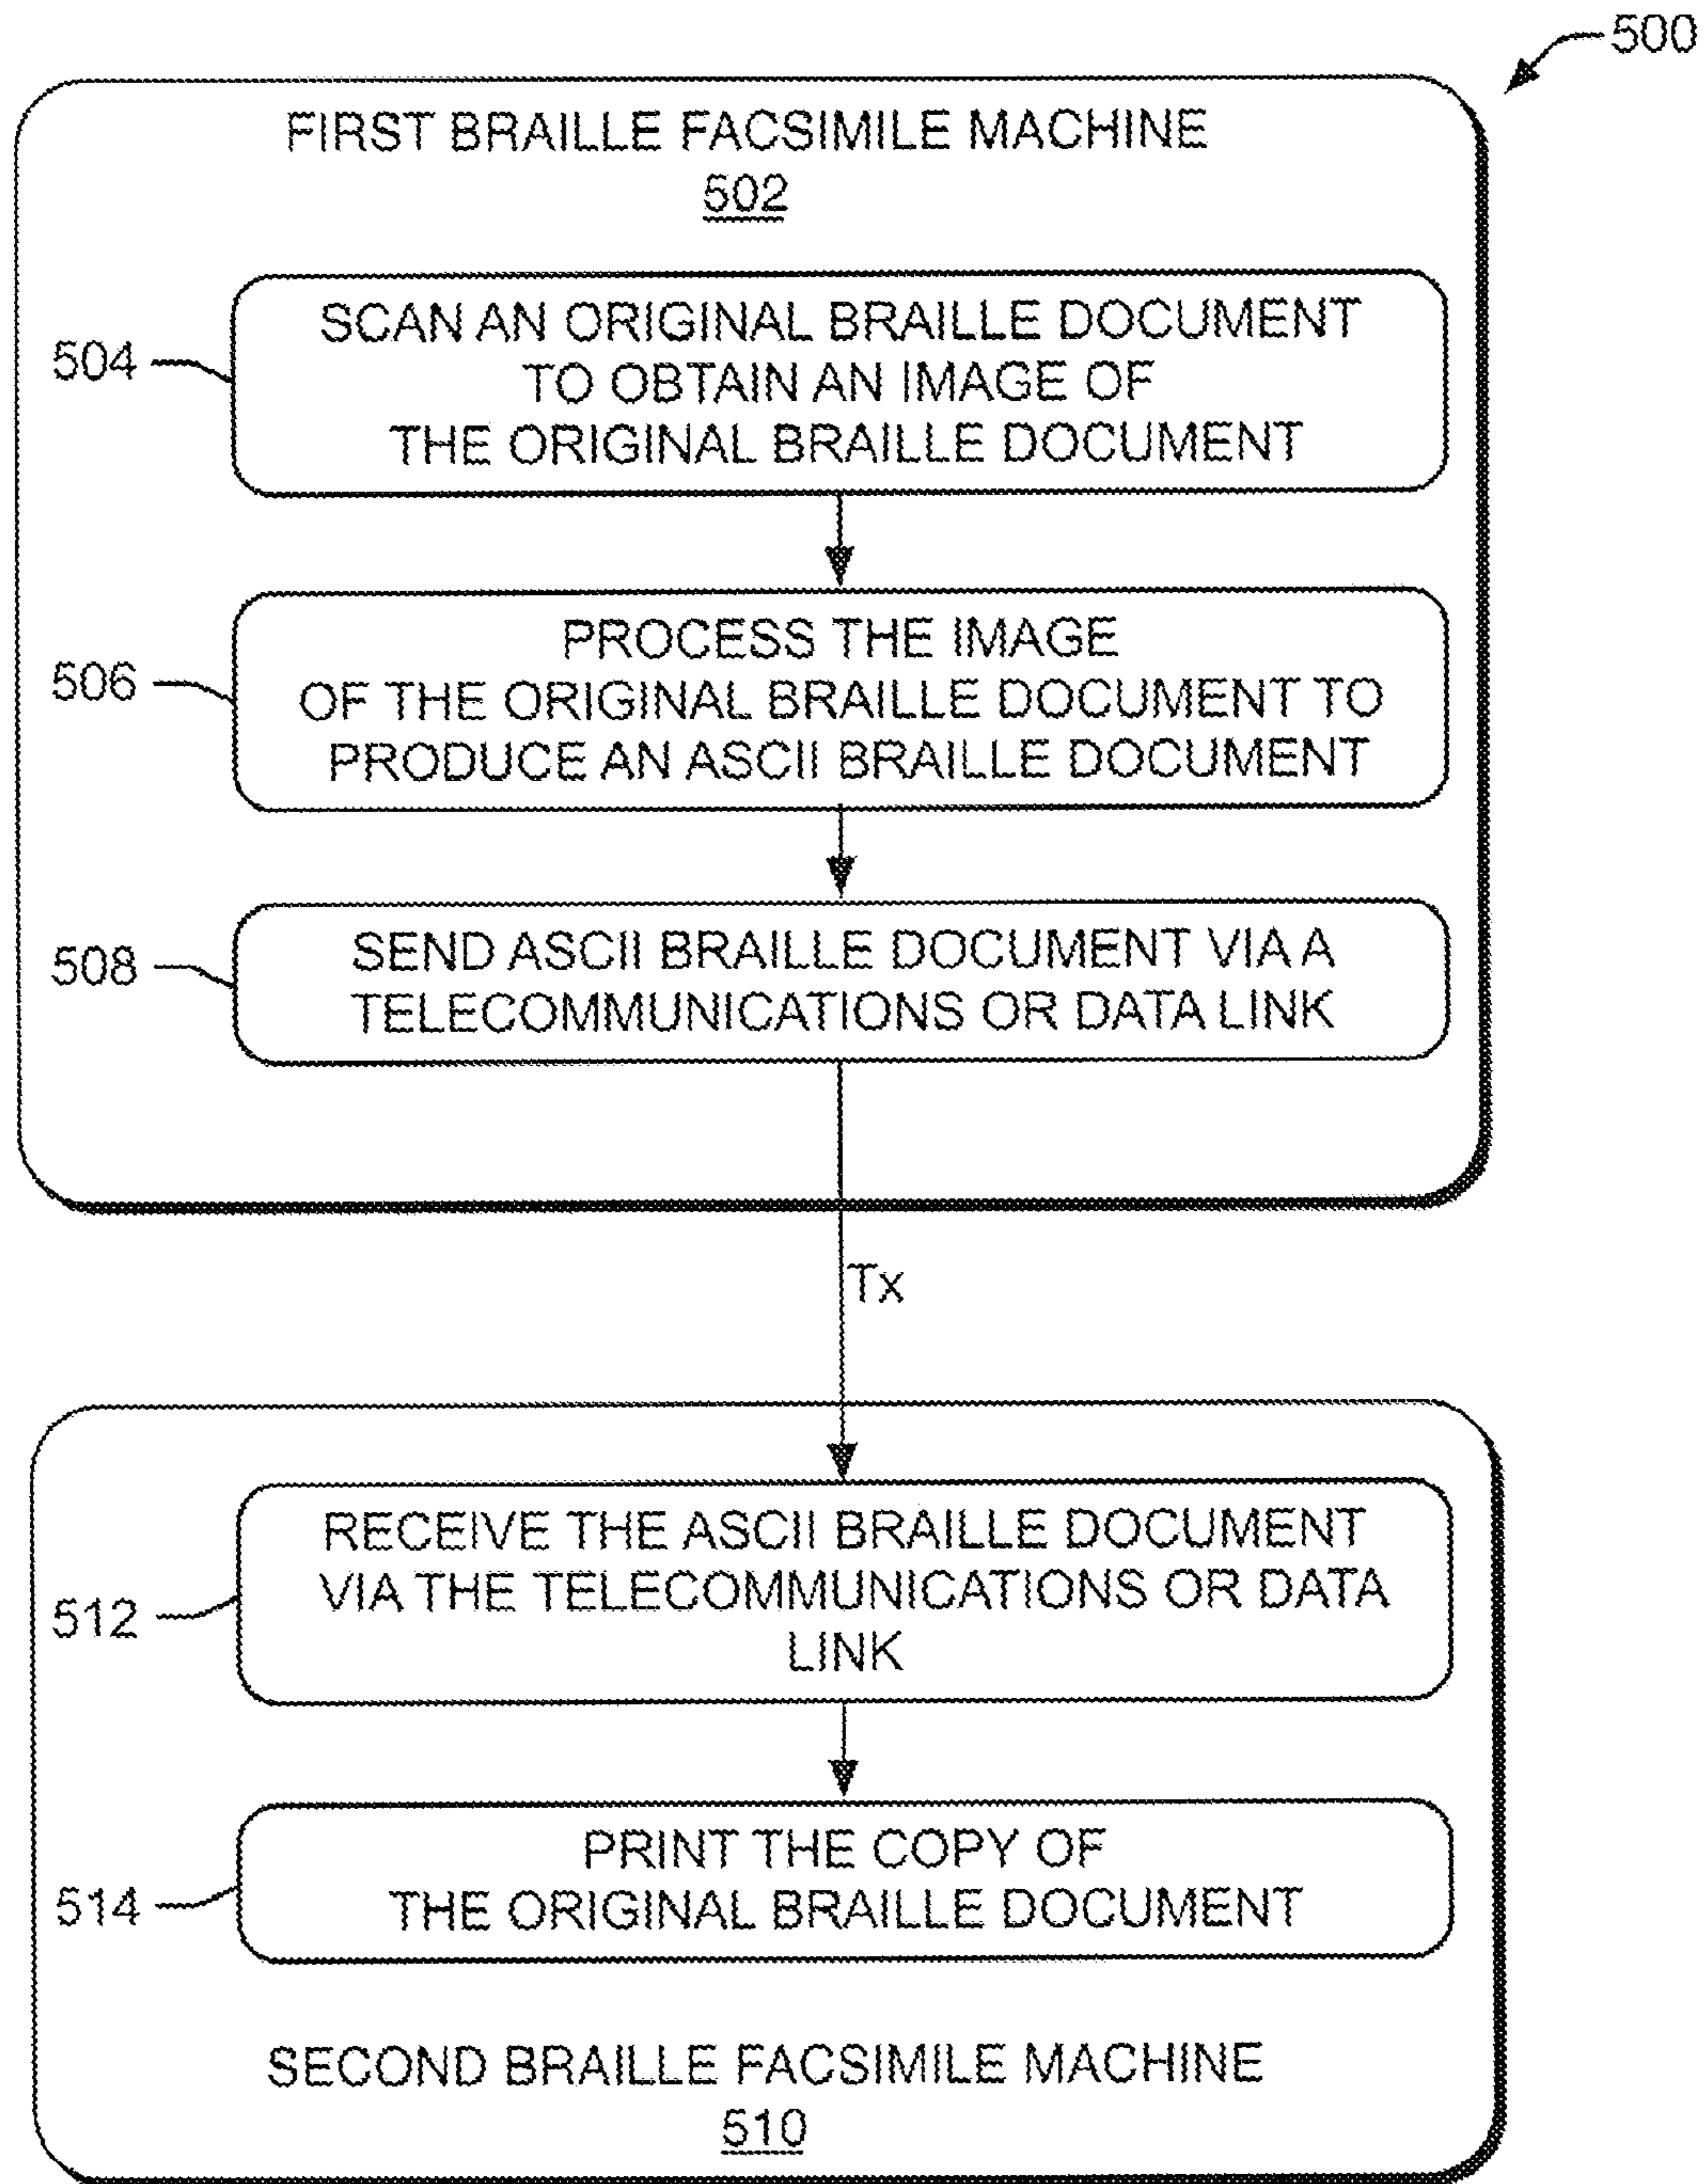 500
FIRST BRAILLE FACSIMILE MACHINE
502
504
SCAN AN ORIGINAL BRAILLE DOCUMENT
TO OBTAIN AN IMAGE OF
THE ORIGINAL BRAILLE DOCUMENT
506
PROCESS THE IMAGE
OF THE ORIGINAL BRAILLE DOCUMENT TO
PRODUCE AN ASCII BRAILLE DOCUMENT
508
SEND ASCII BRAILLE DOCUMENT VIA A
TELECOMMUNICATIONS OR DATA LINK
Tx
512
RECEIVE THE ASCII BRAILLE DOCUMENT
VIA THE TELECOMMUNICATIONS OR DATA
LINK
514
PRINT THE COPY OF
THE ORIGINAL BRAILLE DOCUMENT
SECOND BRAILLE FACSIMILE MACHINE
510